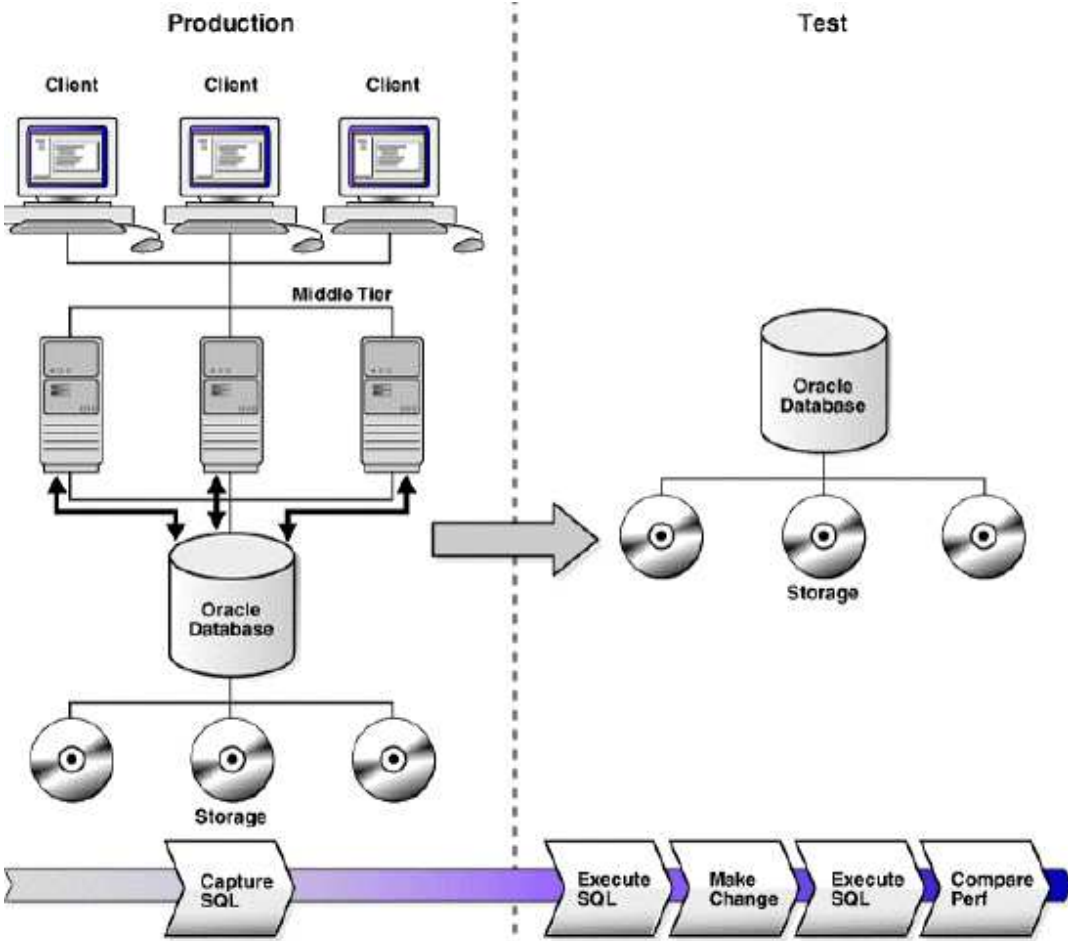 Production
Test
Client
Client
Client
Middle Tier
Oracle
Database
Oracle
Database
Storage
Storage
Capture
SQL
Execute
SQL
Make
Change
Execute
SQL
Compare
Perf